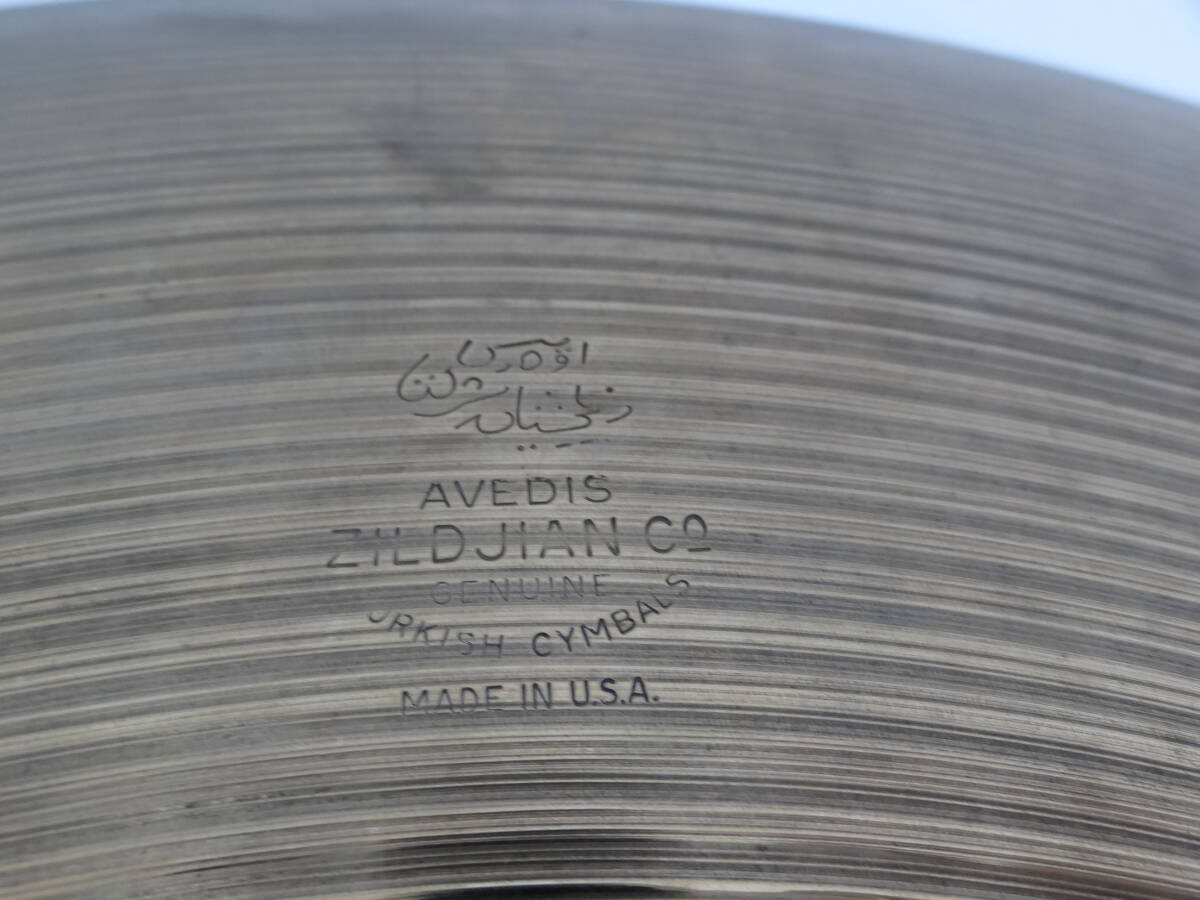 AVEDIS
ZILDJIAN Co
GENUINE
URKISH CYMBALS
MADE IN U.S.A.